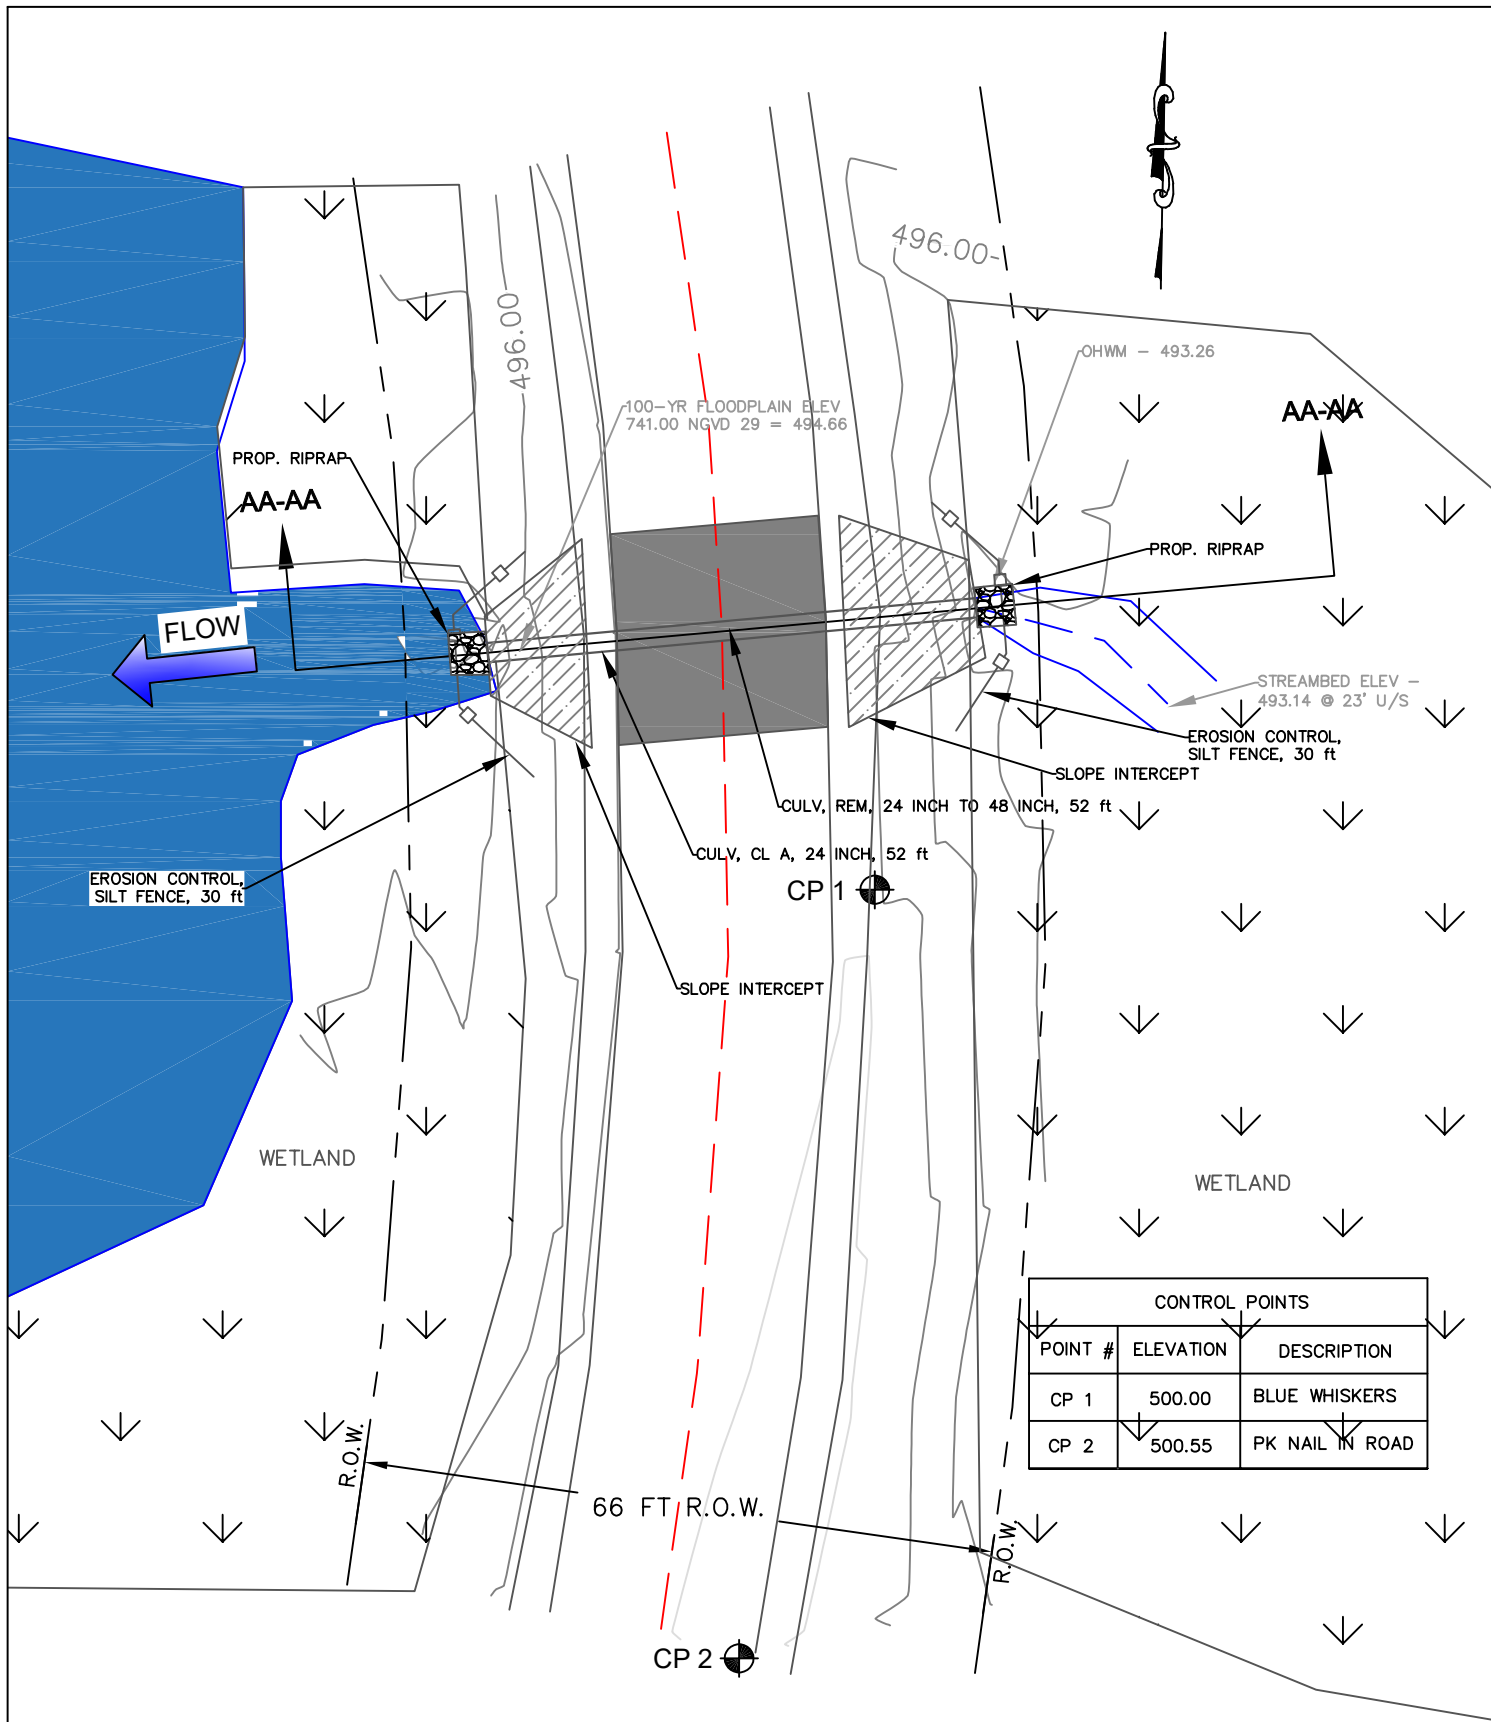 496.00-
496.00-
OHWM - 493.26
100-YR FLOODPLAIN ELEV
741.00 NGVD 29 = 494.66
AA-AA
PROP. RIPRAP
AA-AA
PROP. RIPRAP
FLOW
STREAMBED ELEV -
493.14 @ 23' U/S
EROSION CONTROL,
SILT FENCE, 30 ft
SLOPE INTERCEPT
CULV, REM, 24 INCH TO 48 INCH, 52 ft
CULV, CL A, 24 INCH, 52 ft
EROSION CONTROL,
SILT FENCE, 30 ft
CP 1
SLOPE INTERCEPT
WETLAND
WETLAND
CONTROL POINTS
POINT # ELEVATION DESCRIPTION
CP 1 500.00 BLUE WHISKERS
CP 2 500.55 PK NAIL IN ROAD
R.O.W.
66 FT R.O.W.
R.O.W.
CP 2